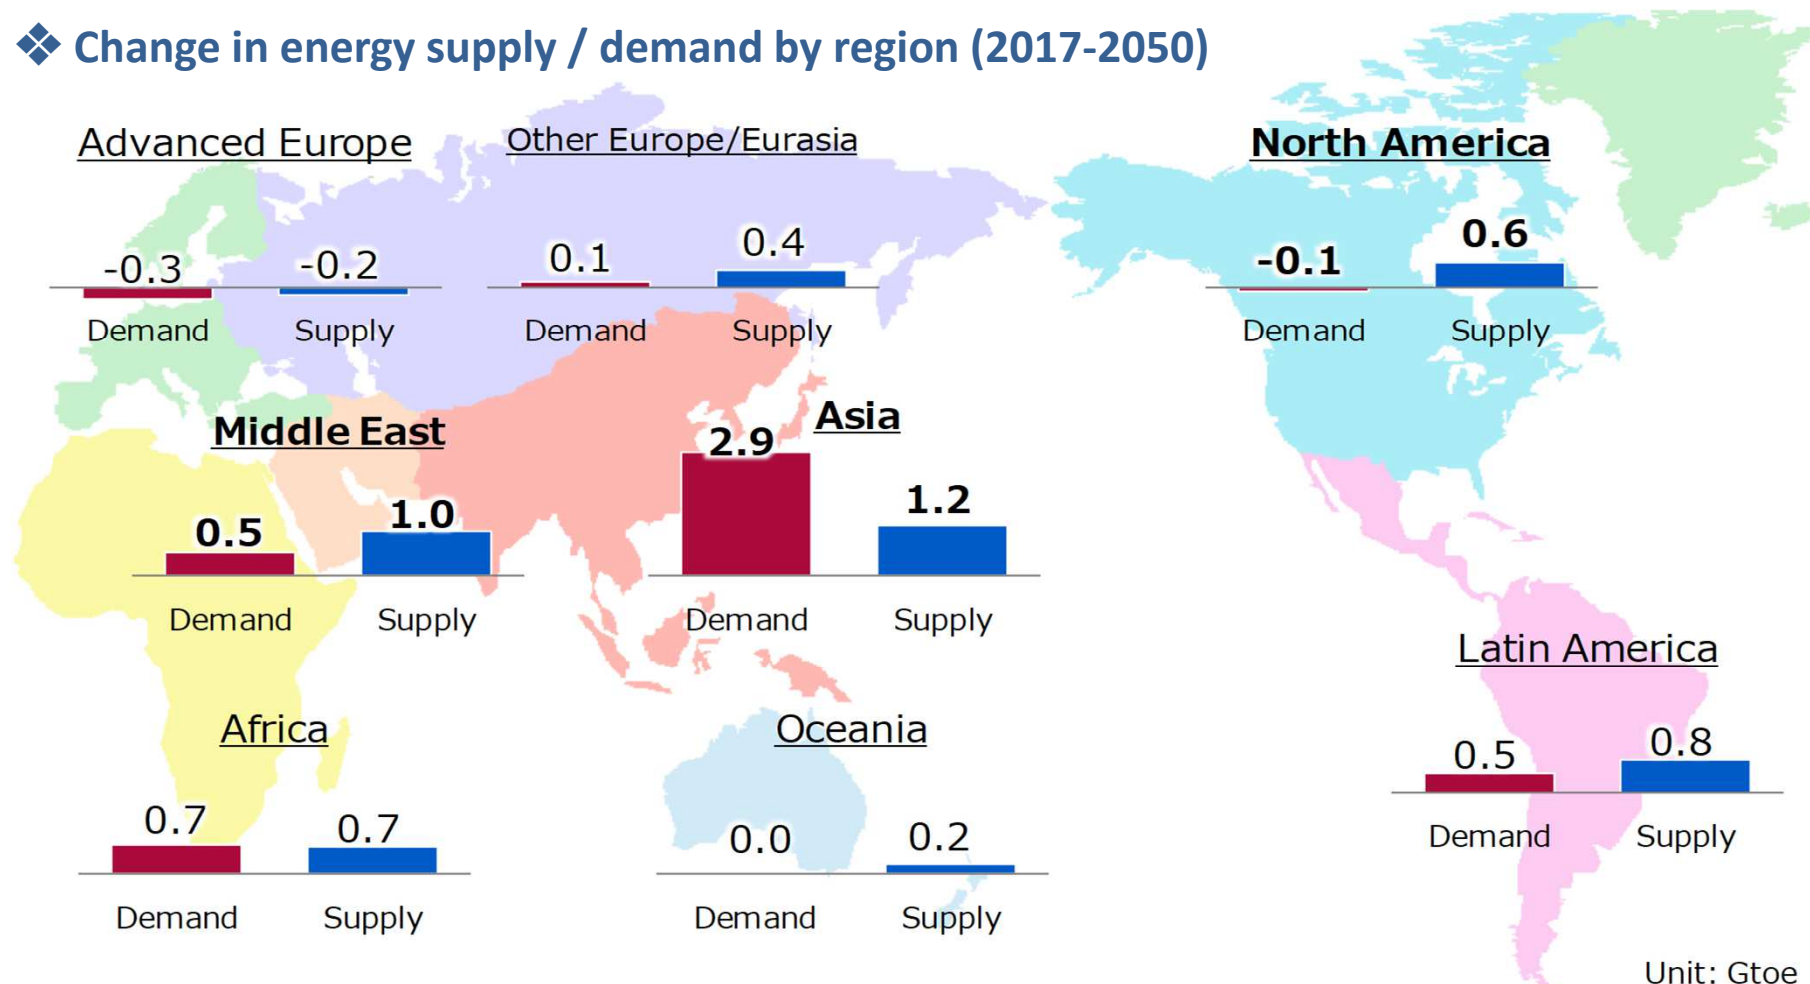 ❖ Change in energy supply / demand by region (2017-2050)
Advanced Europe
-0.3
-0.2
Demand
Supply
Other Europe/Eurasia
0.1
0.4
Demand
Supply
North America
-0.1
0.6
Demand
Supply
Middle East
0.5
1.0
Demand
Supply
Asia
2.9
1.2
Demand
Supply
Latin America
0.5
0.8
Demand
Supply
Africa
0.7
0.7
Demand
Supply
Oceania
0.0
0.2
Demand
Supply
Unit: Gtoe